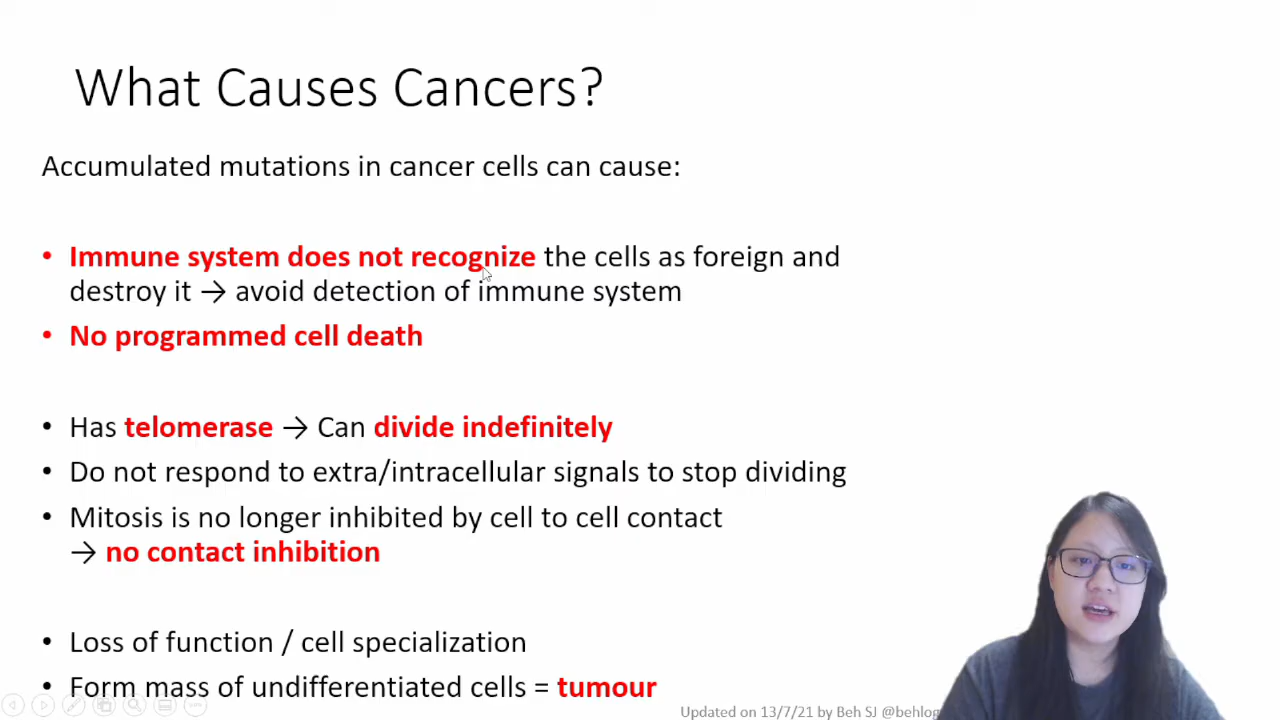 What Causes Cancers?
Accumulated mutations in cancer cells can cause:
• Immune system does not recognize the cells as foreign and
destroy it → avoid detection of immune system
• No programmed cell death
• Has telomerase → Can divide indefinitely
• Do not respond to extra/intracellular signals to stop dividing
• Mitosis is no longer inhibited by cell to cell contact
→ no contact inhibition
• Loss of function / cell specialization
• Form mass of undifferentiated cells = tumour
Updated on 13/7/21 by Beh SJ @behlog